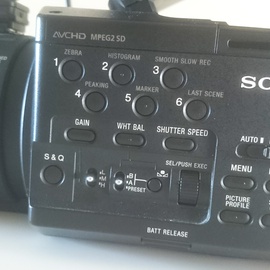 AVCHD MPEG2 SD
ZEBRA HISTOGRAM SMOOTH SLOW REC
1 2 3
PEAKING MARKER LAST SCENE
4 5 6
SO
GAIN WHT BAL SHUTTER SPEED
AUTO
S & Q
SEL/PUSH EXEC
MENU
L B
M A
H PRESET
PICTURE
PROFILE
BATT RELEASE